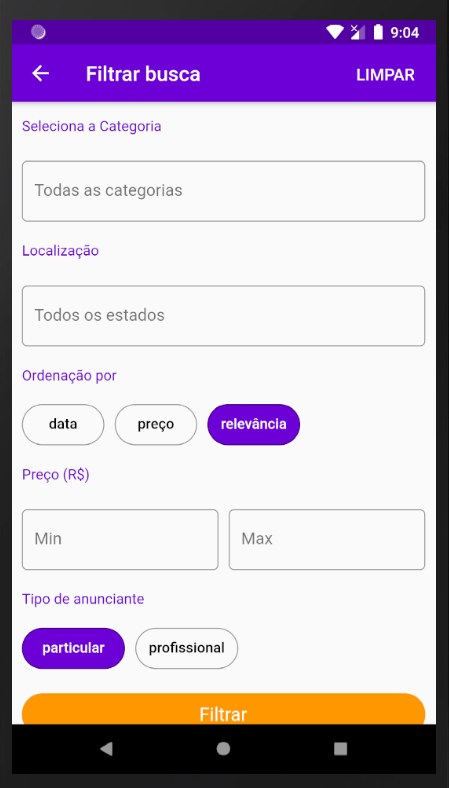 9:04
Filtrar busca LIMPAR
Seleciona a Categoria
Todas as categorias
Localização
Todos os estados
Ordenação por
data preço relevância
Preço (R$)
Min Max
Tipo de anunciante
particular profissional
Filtrar